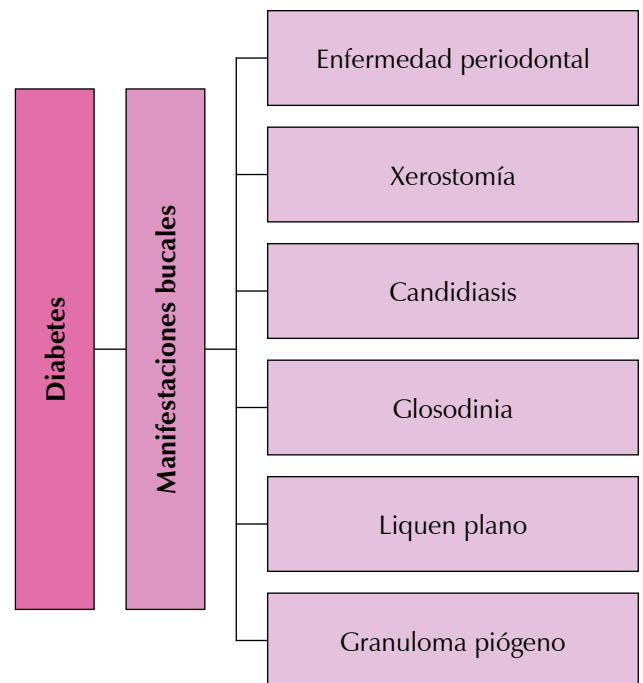 Diabetes
Manifestaciones bucales
Enfermedad periodontal
Xerostomía
Candidiasis
Glosodinia
Liquen plano
Granuloma piógeno